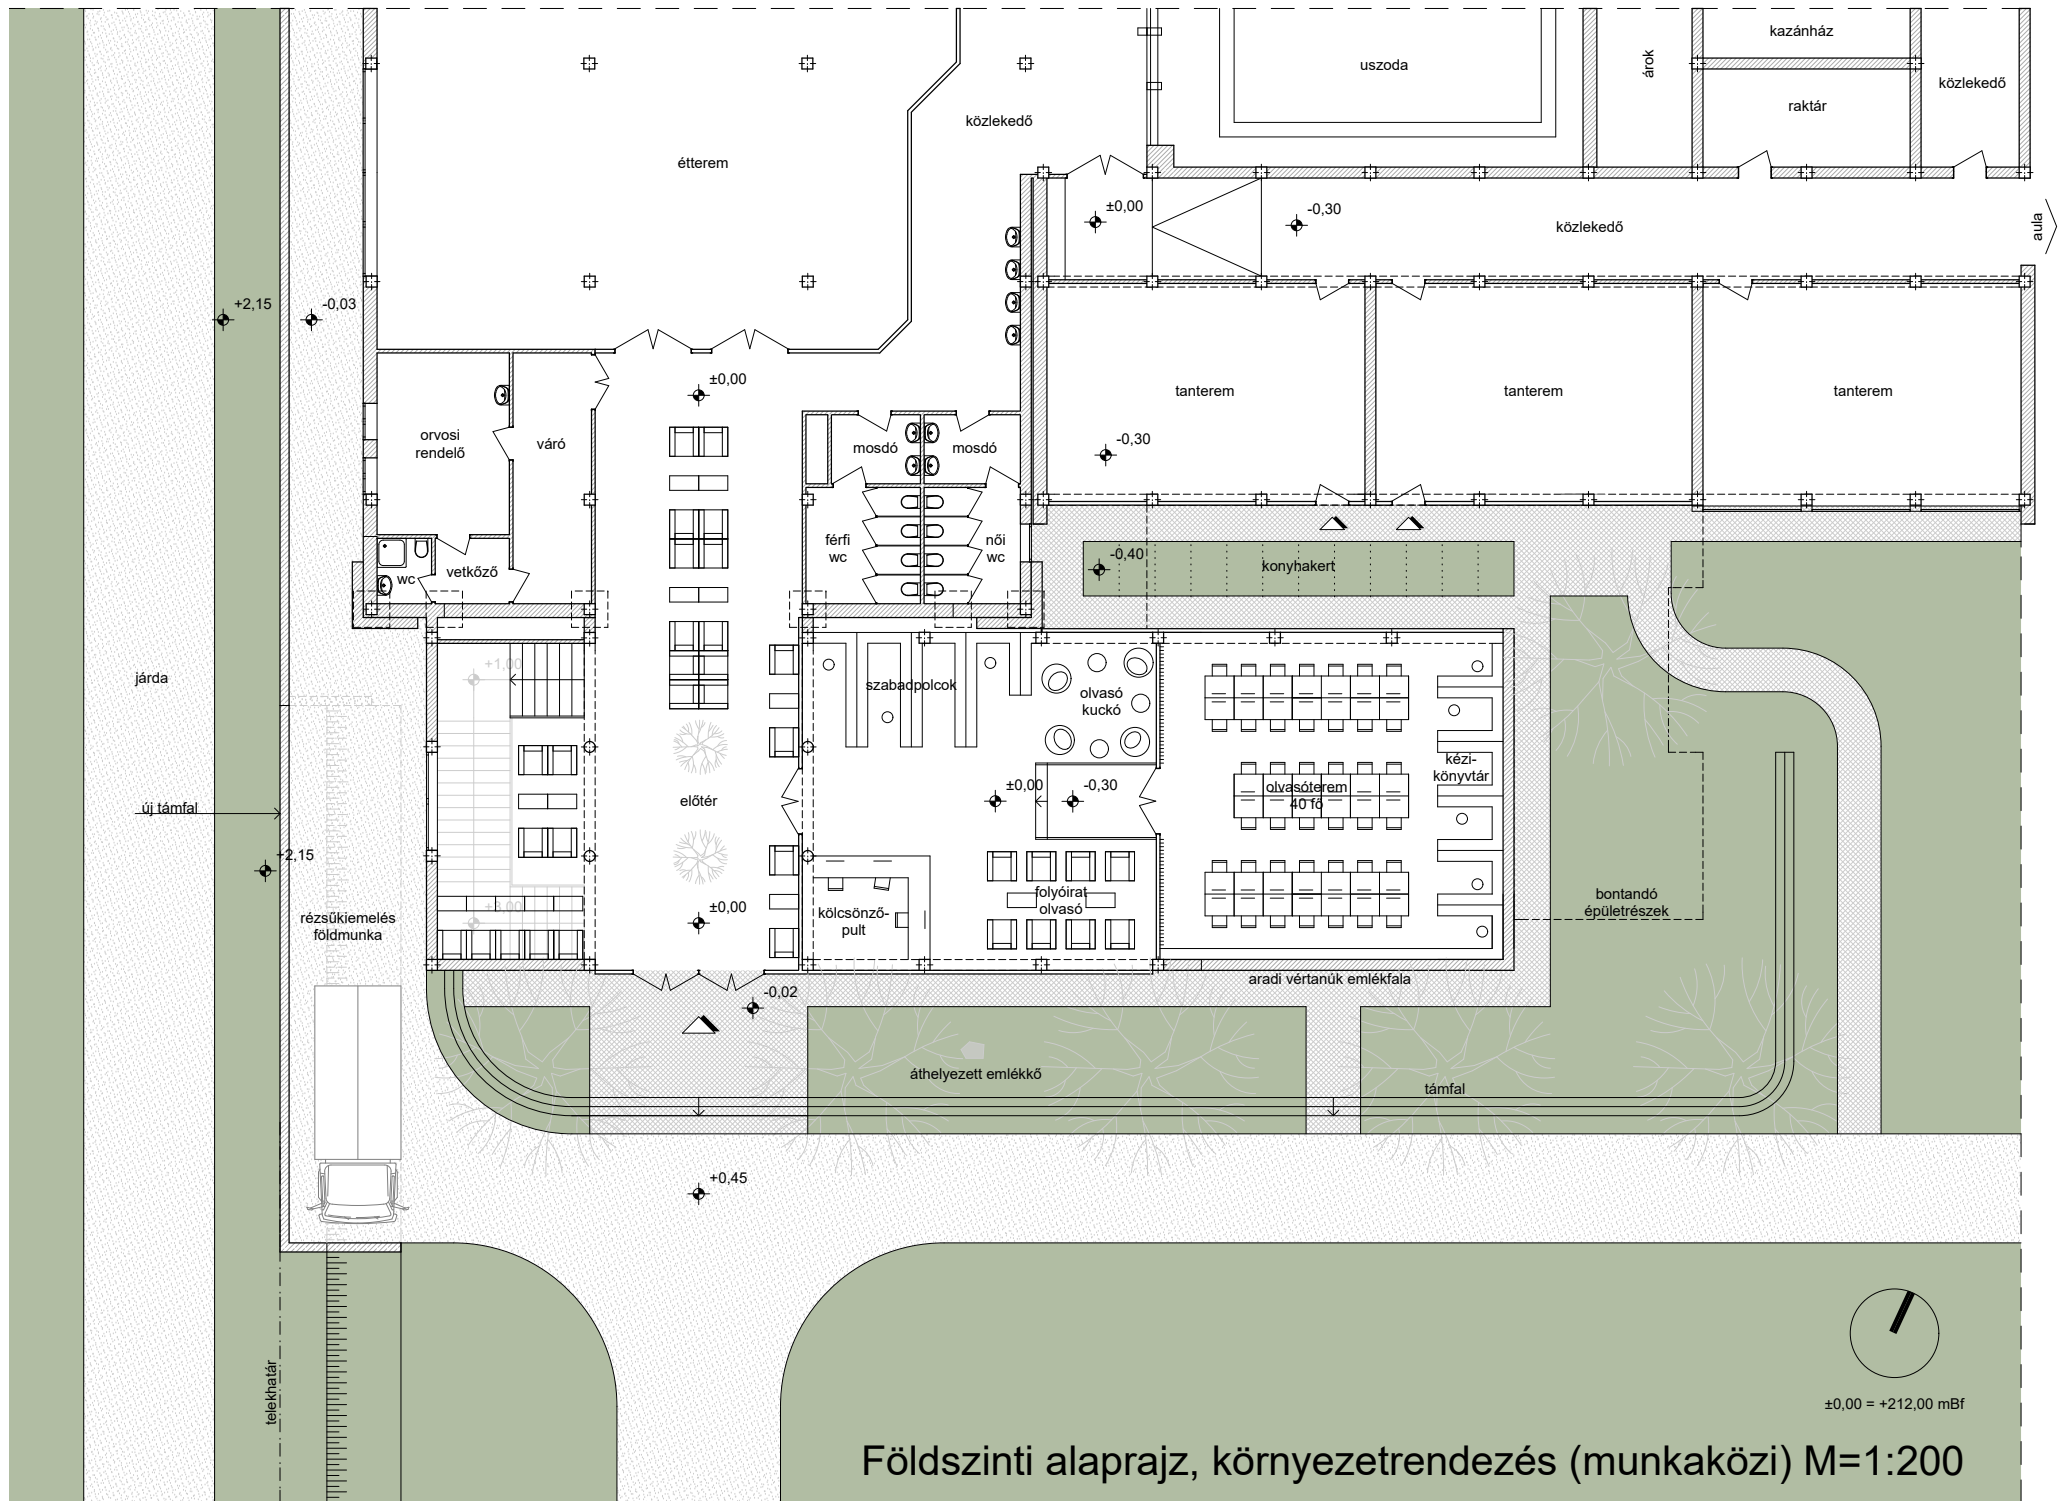 kazánház
uszoda
árok
közlekedő
raktár
közlekedő
étterem
±0,00
-0,30
közlekedő
aula
+2,15
-0,03
±0,00
tanterem
tanterem
tanterem
orvosi
rendelő
váró
mosdó
mosdó
-0,30
férfi
wc
női
wc
-0,40
konyhakert
wc
vetkőző
+1,00
járda
szabadpolcok
olvasó
kuckó
kézi-
könyvtár
új támfal
előtér
±0,00
-0,30
olvasóterem
40 fő
+2,15
folyóirat
olvasó
bontandó
épületrészek
rézsűkiemelés
földmunka
+3,00
±0,00
kölcsönző-
pult
aradi vértanúk emlékfala
-0,02
áthelyezett emlékkő
támfal
+0,45
telekhatár
±0,00 = +212,00 mBf
Földszinti alaprajz, környezetrendezés (munkaközi) M=1:200